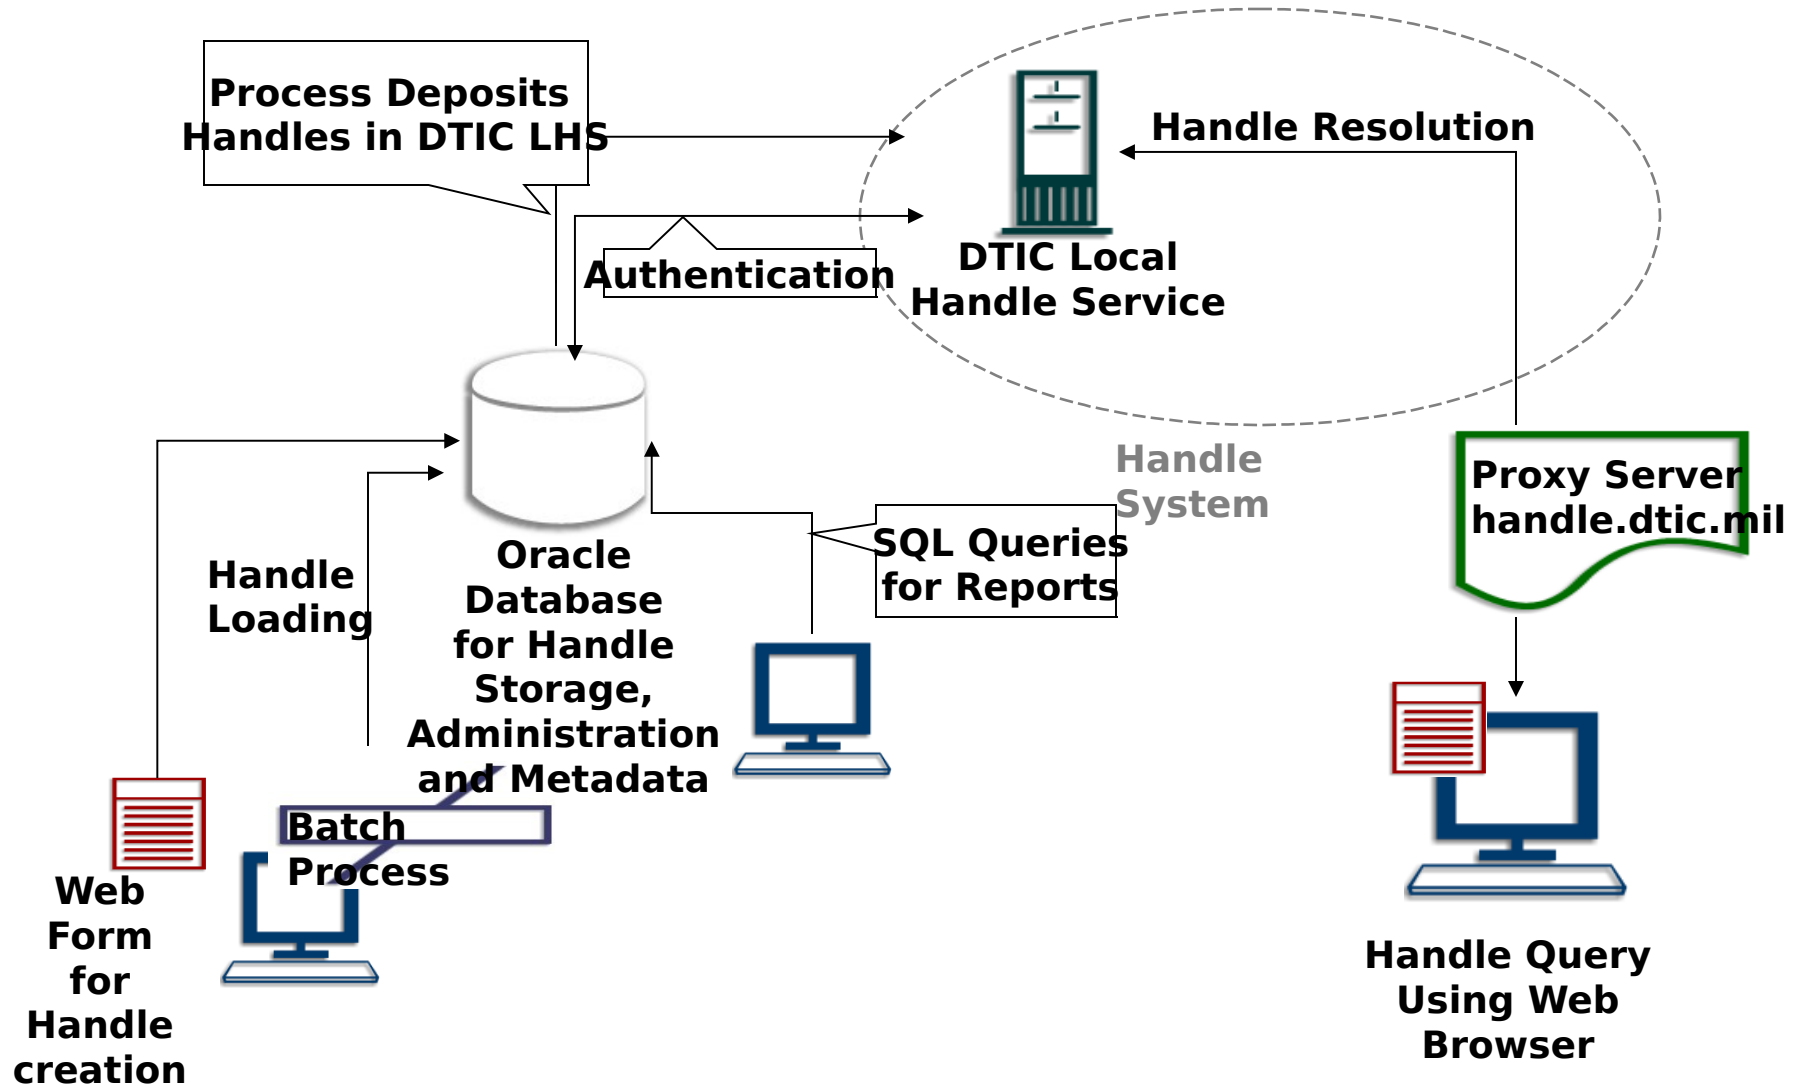 Process Deposits
Handles in DTIC LHS
Handle Resolution
Authentication
DTIC Local
Handle Service
Handle
System
Proxy Server
handle.dtic.mil
SQL Queries
for Reports
Handle
Loading
Oracle
Database
for Handle
Storage,
Administration
and Metadata
Batch
Process
Web
Form
for
Handle
creation
Handle Query
Using Web
Browser